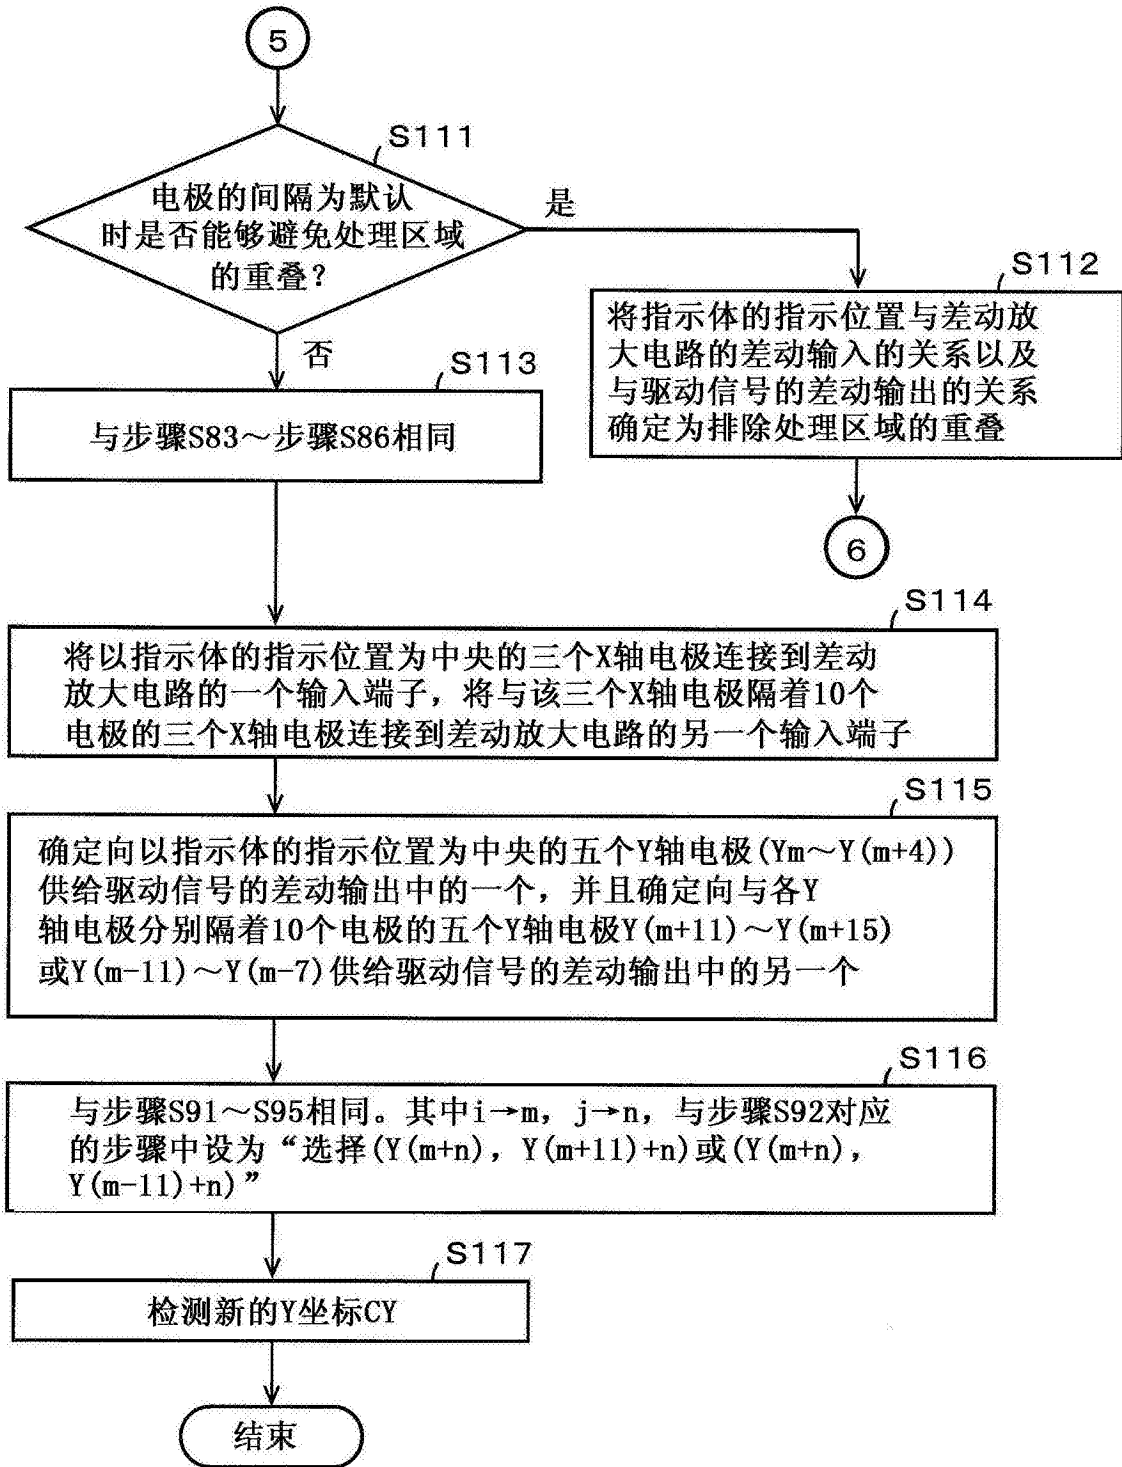 5
S111
电极的间隔为默认
时是否能够避免处理区域
的重叠?
是
S112
将指示体的指示位置与差动放
大电路的差动输入的关系以及
与驱动信号的差动输出的关系
确定为排除处理区域的重叠
6
否
S113
与步骤S83～步骤S86相同
S114
将以指示体的指示位置为中央的三个X轴电极连接到差动
放大电路的一个输入端子，将与该三个X轴电极隔着10个
电极的三个X轴电极连接到差动放大电路的另一个输入端子
S115
确定向以指示体的指示位置为中央的五个Y轴电极(Ym～Y(m+4))
供给驱动信号的差动输出中的一个，并且确定向与各Y
轴电极分别隔着10个电极的五个Y轴电极Y(m+11)～Y(m+15)
或Y(m-11)～Y(m-7)供给驱动信号的差动输出中的另一个
S116
与步骤S91～S95相同。其中i→m，j→n，与步骤S92对应
的步骤中设为“选择(Y(m+n)，Y(m+11)+n)或(Y(m+n)，
Y(m-11)+n)”
S117
检测新的Y坐标CY
结束